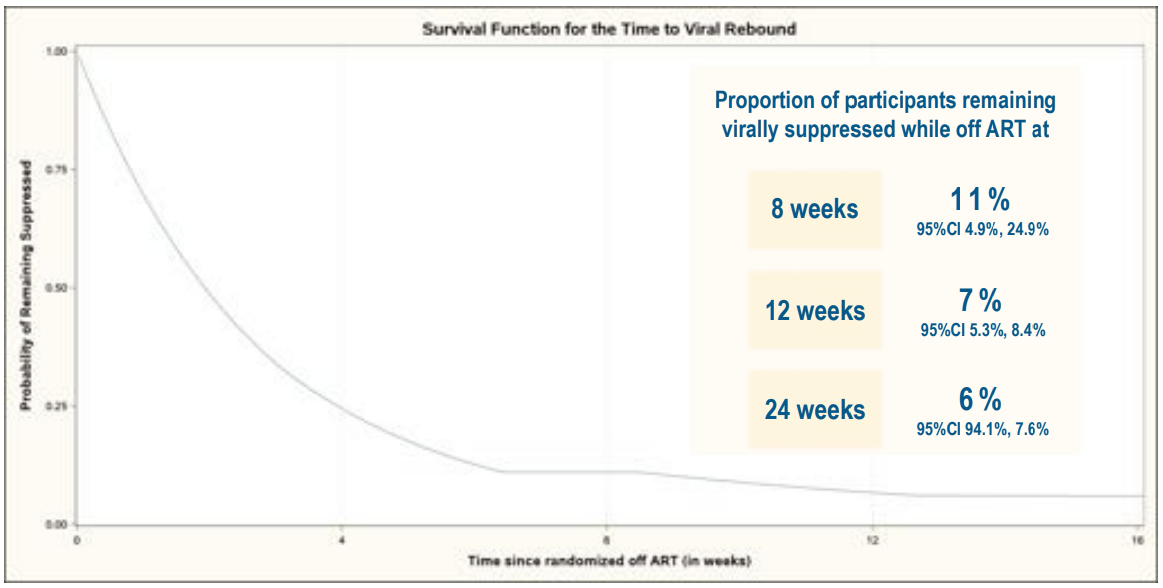 Survival Function for the Time to Viral Rebound
1.00
0.75
0.50
0.25
0.00
Probability of Remaining Suppressed
0
4
8
12
16
Time since randomized off ART (in weeks)
Proportion of participants remaining
virally suppressed while off ART at
8 weeks
11%
95%CI 4.9%, 24.9%
12 weeks
7%
95%CI 5.3%, 8.4%
24 weeks
6%
95%CI 94.1%, 7.6%